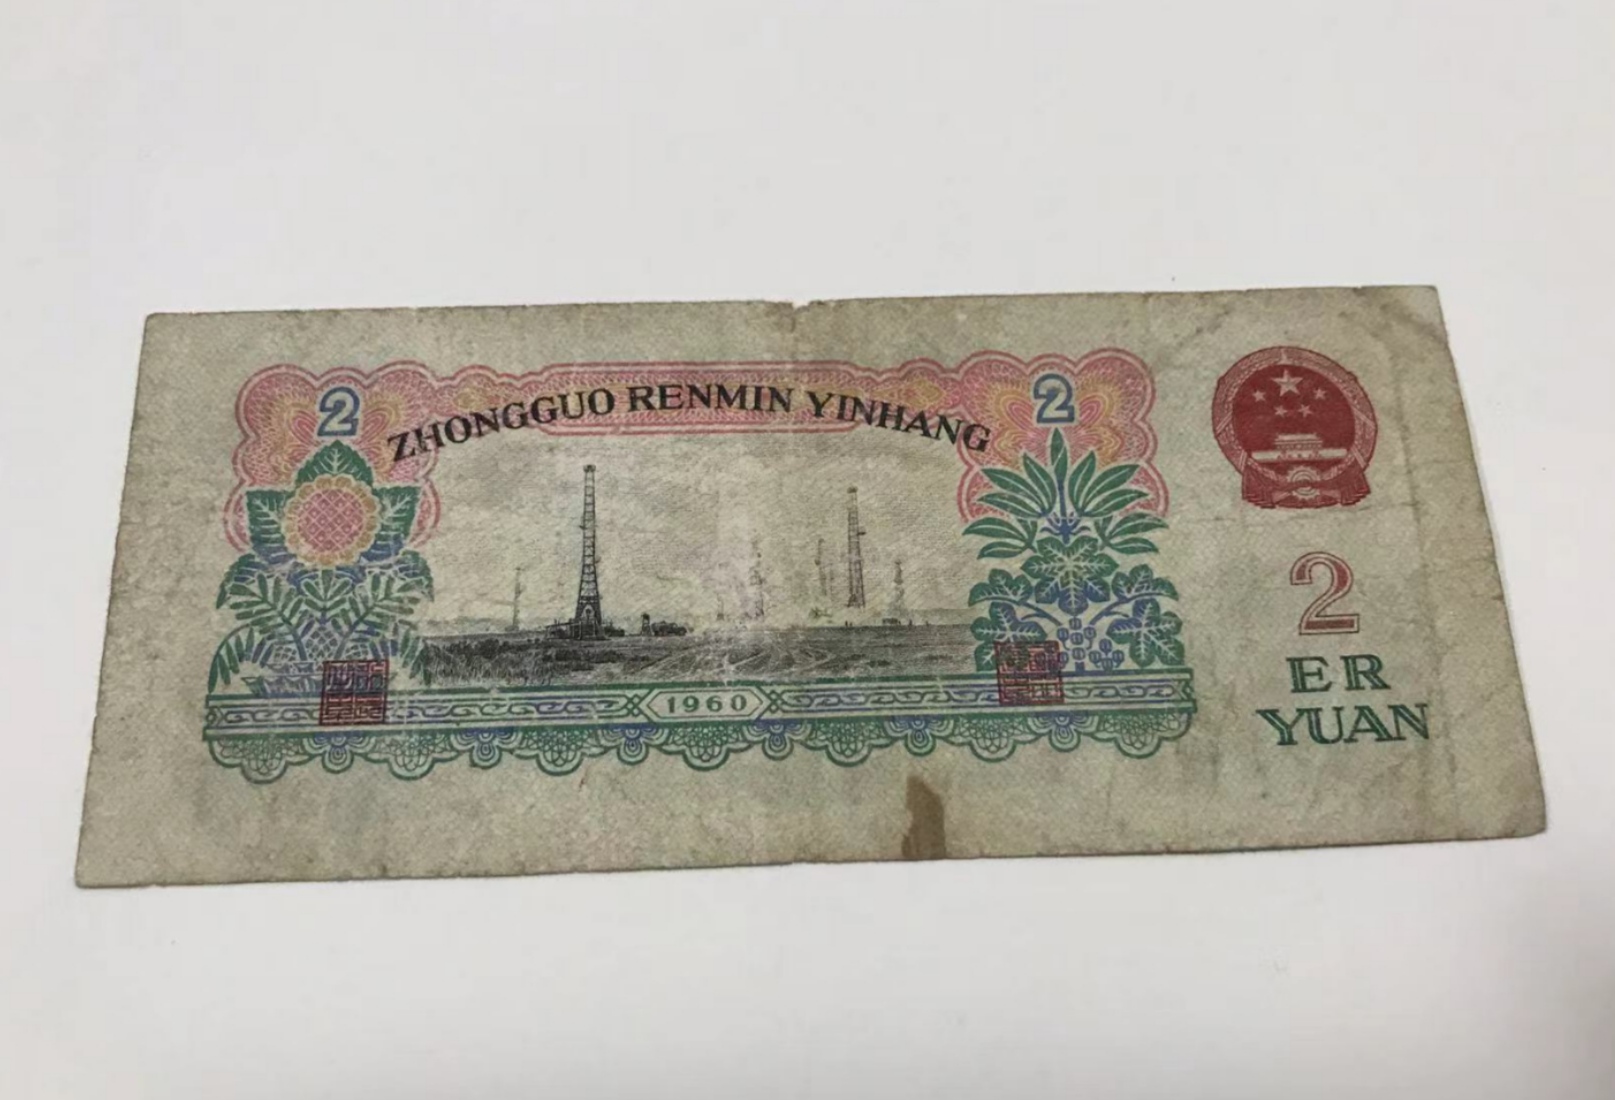 2
2
ZHONGGUO RENMIN YINHANG
2
ER
YUAN
1960